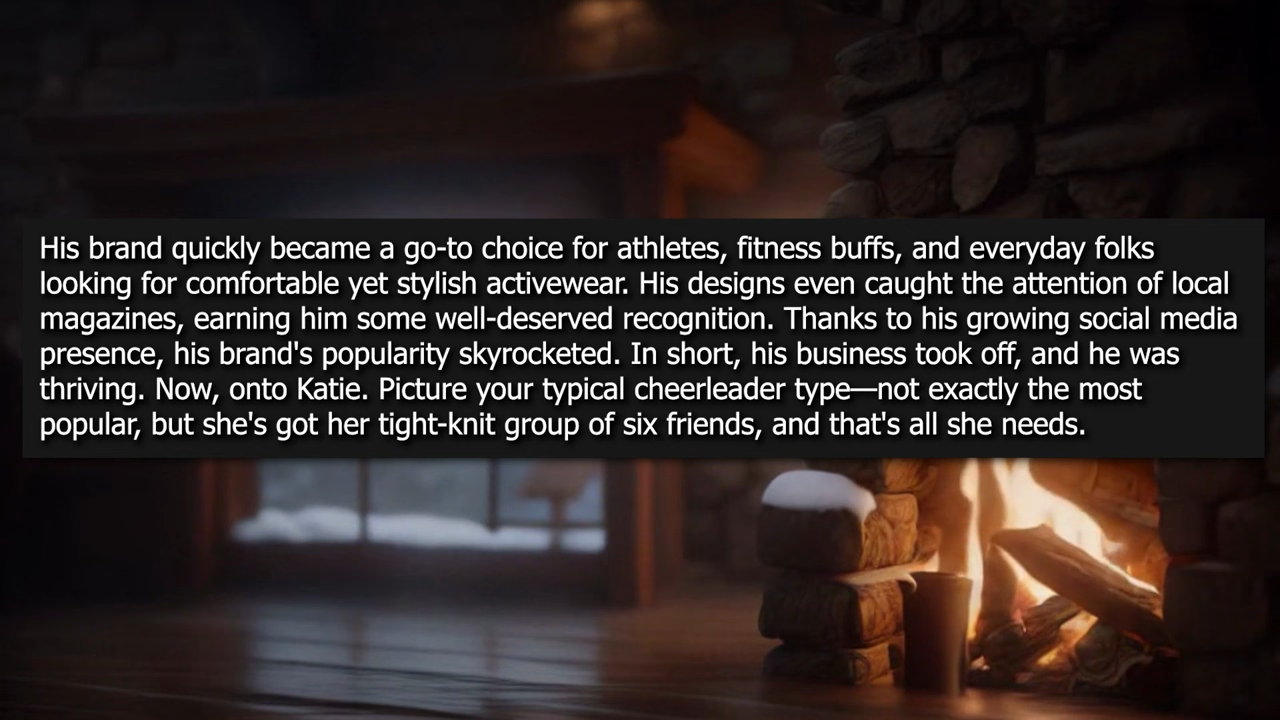 His brand quickly became a go-to choice for athletes, fitness buffs, and everyday folks
looking for comfortable yet stylish activewear. His designs even caught the attention of local
magazines, earning him some well-deserved recognition. Thanks to his growing social media
presence, his brand's popularity skyrocketed. In short, his business took off, and he was
thriving. Now, onto Katie. Picture your typical cheerleader type—not exactly the most
popular, but she's got her tight-knit group of six friends, and that's all she needs.